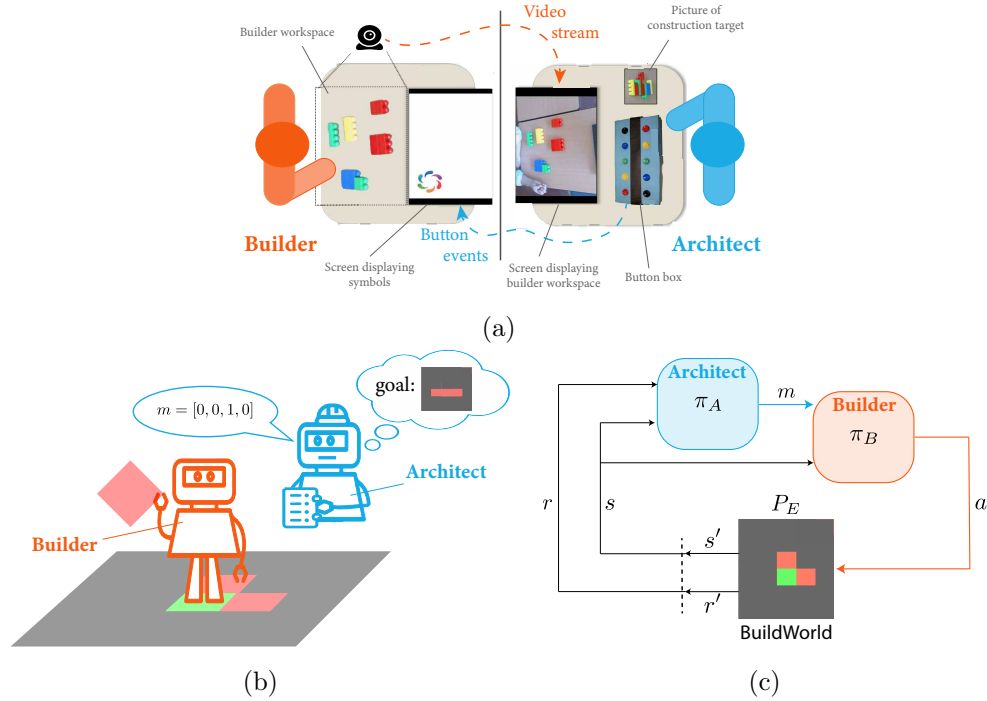 Builder workspace
Video
stream
Picture of
construction target
Builder
Button
events
Architect
Screen displaying
symbols
Screen displaying
builder workspace
Button box
(a)
m = [0, 0, 1, 0]
goal:
Architect
Builder
(b)
Architect
π_A
m
Builder
π_B
r
s
P_E
a
s′
r′
BuildWorld
(c)